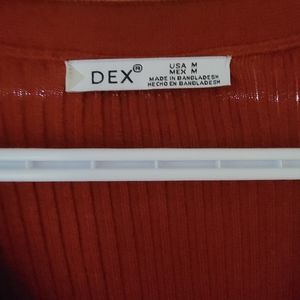 DEX®
USA M
MEX M
MADE IN BANGLADESH
HECHO EN BANGLADESH